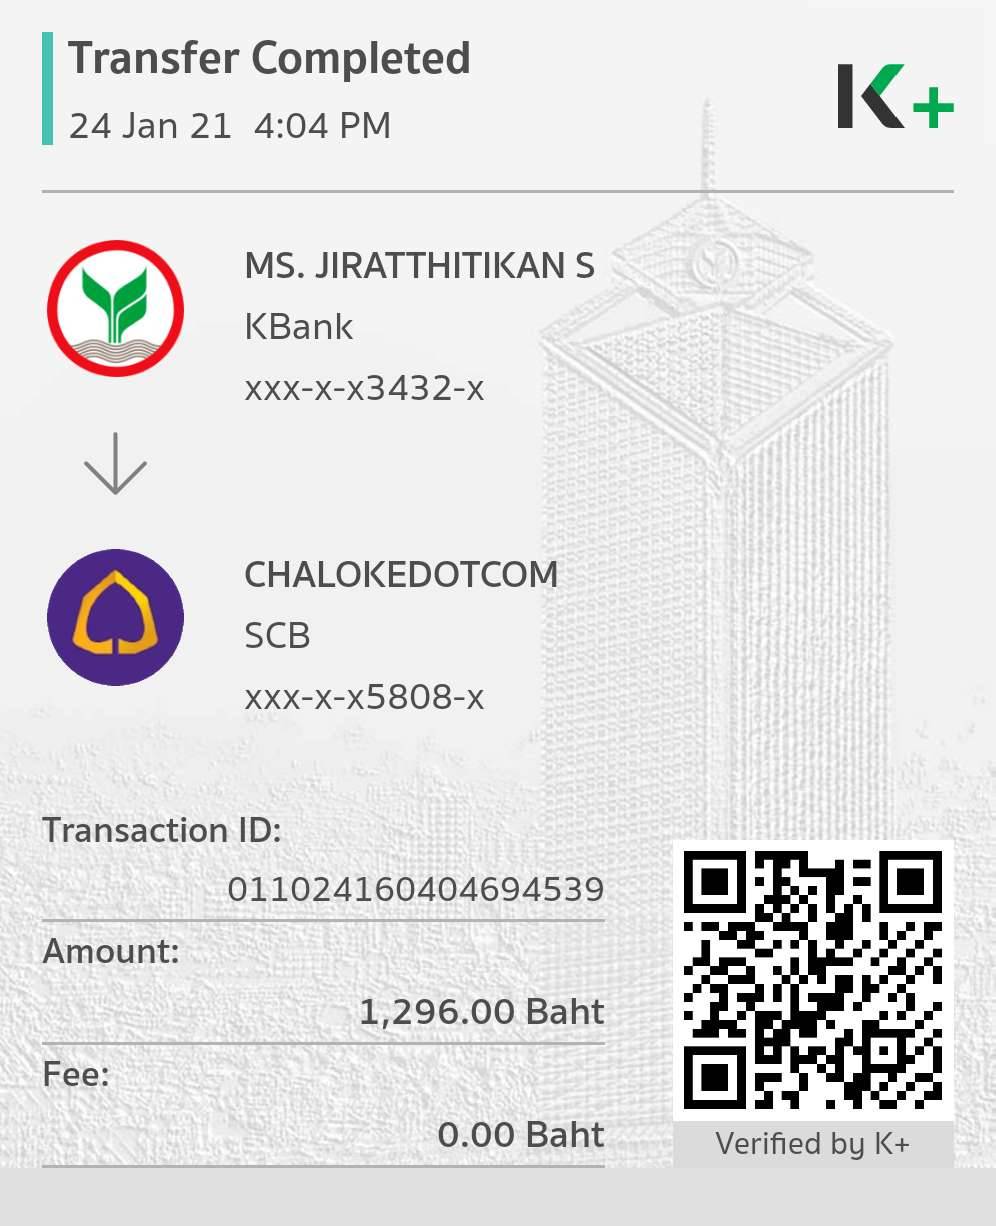 Transfer Completed
24 Jan 21 4:04 PM
K+
MS. JIRATTHITIKAN S
KBank
xxx-x-x3432-x
CHALOKEDOTCOM
SCB
xxx-x-x5808-x
Transaction ID:
011024160404694539
Amount:
1,296.00 Baht
Fee:
0.00 Baht
Verified by K+